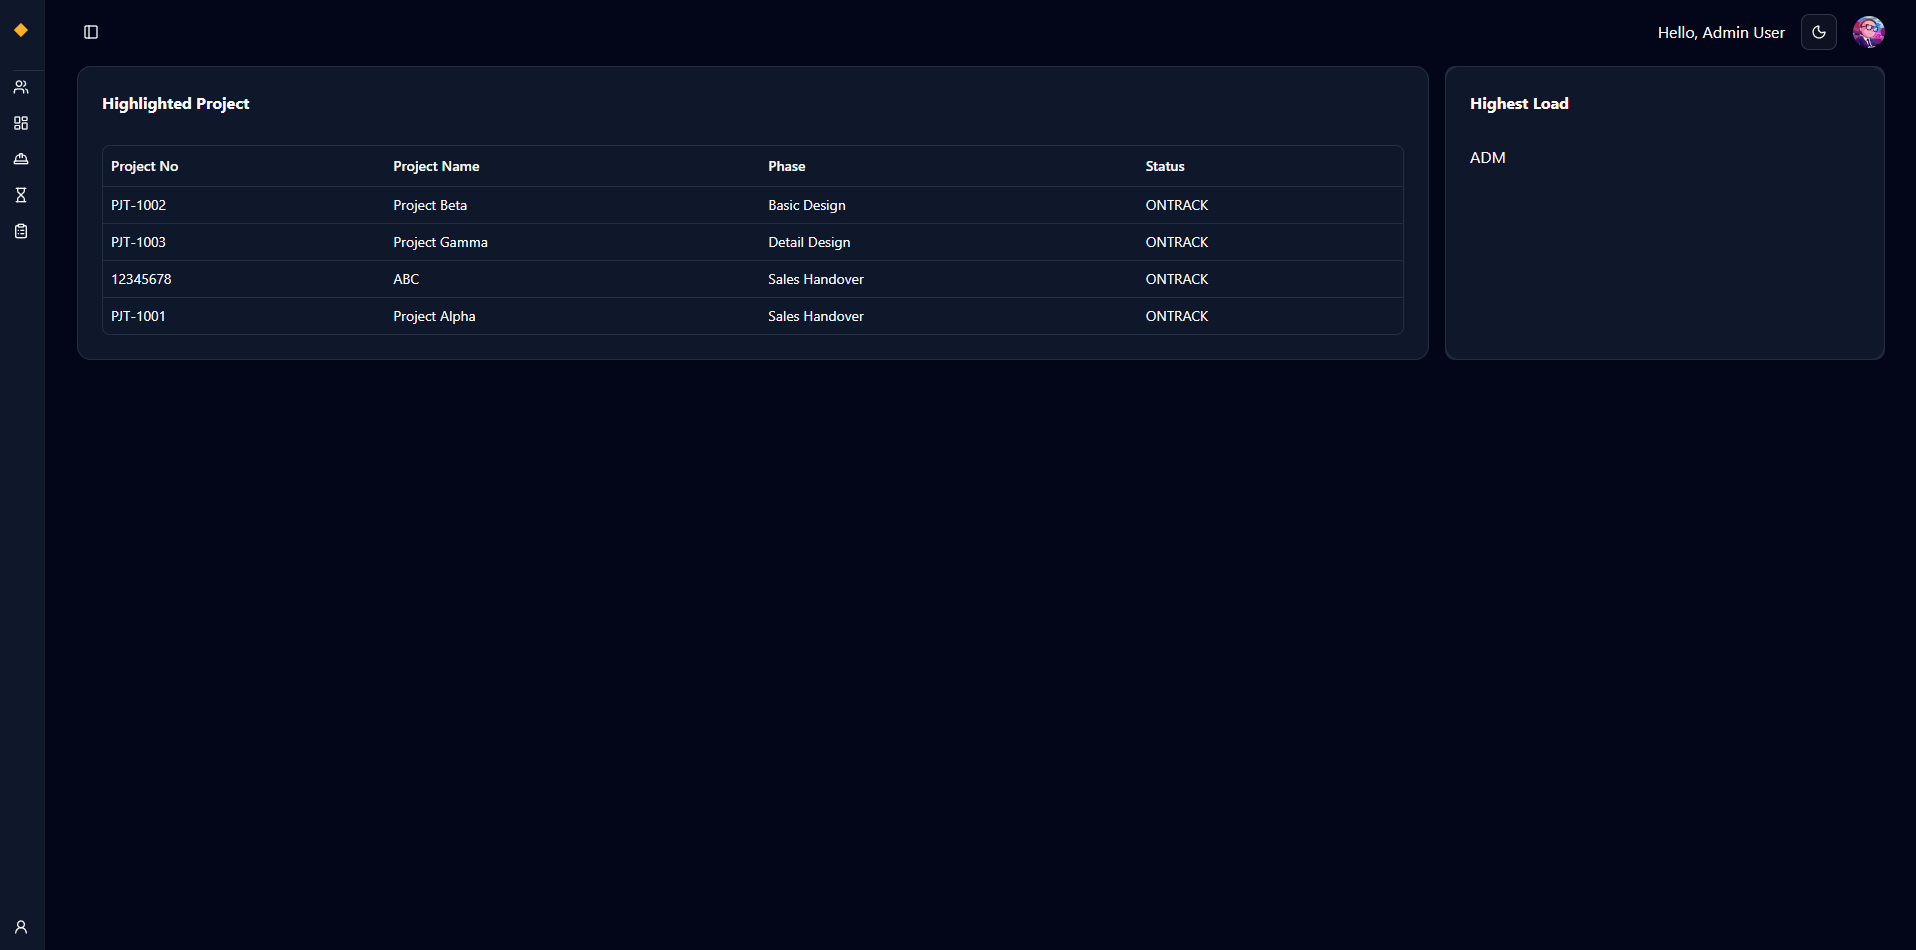 Hello, Admin User
Highlighted Project
Project No Project Name Phase Status
PJT-1002 Project Beta Basic Design ONTRACK
PJT-1003 Project Gamma Detail Design ONTRACK
12345678 ABC Sales Handover ONTRACK
PJT-1001 Project Alpha Sales Handover ONTRACK
Highest Load
ADM